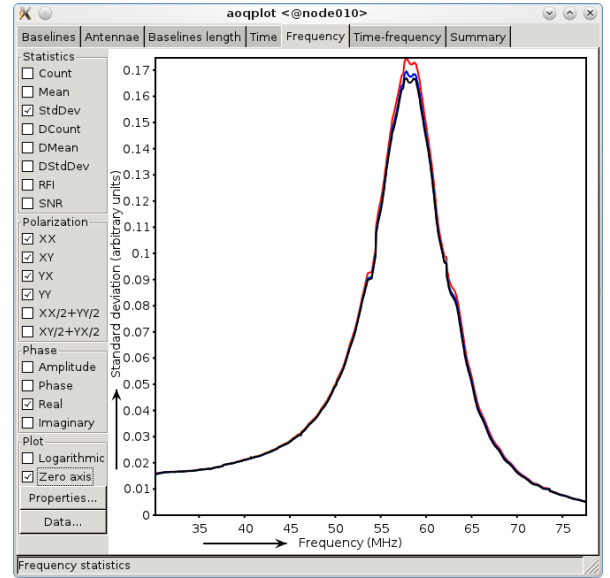 aoqplot <@node010>
Baselines Antennae Baselines length Time Frequency Time-frequency Summary
Statistics
Count
Mean
StdDev
DCount
DMean
DStdDev
RFI
SNR
Polarization
XX
XY
YX
YY
XX/2+YY/2
XY/2+YX/2
Phase
Amplitude
Phase
Real
Imaginary
Plot
Logarithmic
Zero axis
Properties...
Data...
Standard deviation (arbitrary units)
0.17
0.16
0.15
0.14
0.13
0.12
0.11
0.1
0.09
0.08
0.07
0.06
0.05
0.04
0.03
0.02
0.01
0
35 40 45 50 55 60 65 70 75
Frequency (MHz)
Frequency statistics